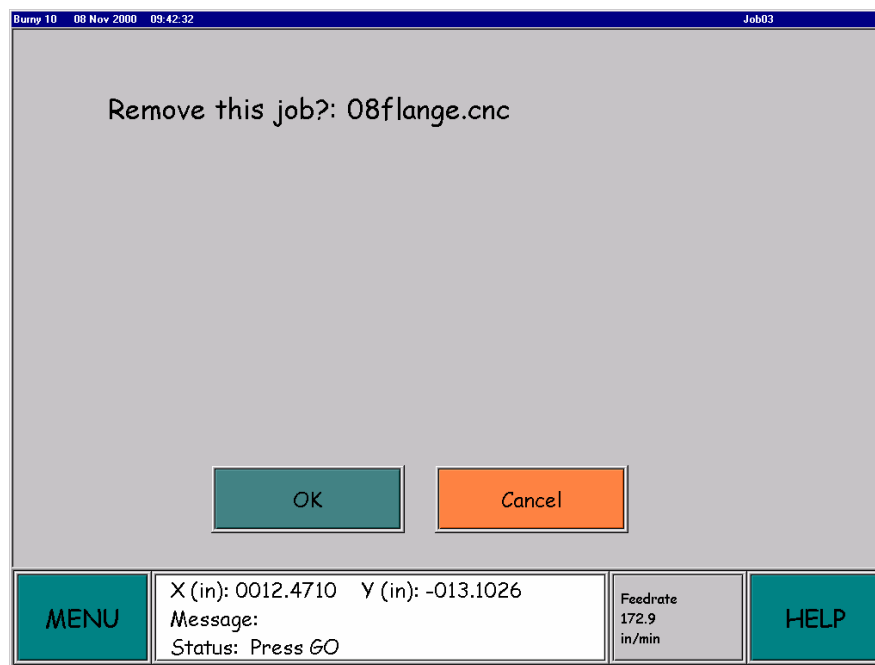 Burny 10 08 Nov 2000 09:42:32 Job03
Remove this job?: 08flange.cnc
OK Cancel
MENU
X (in): 0012.4710 Y (in): -013.1026
Message:
Status: Press GO
Feedrate
172.9
in/min
HELP